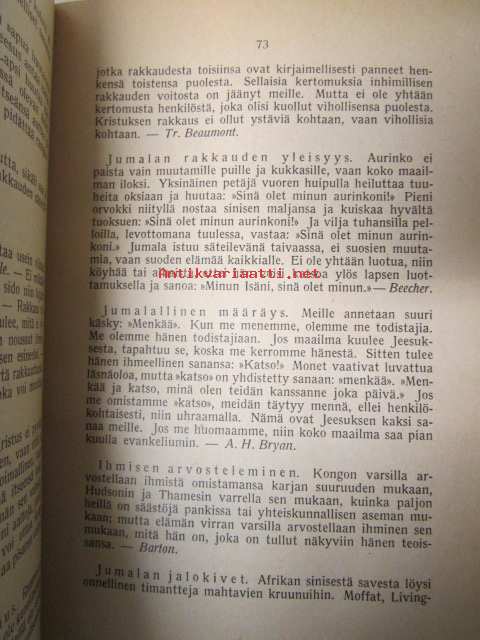 73
jotka rakkaudesta toisiinsa ovat kirjaimellisesti panneet hen-
kensä toistensa puolesta. Sellaisia kertomuksia inhimillisen
rakkauden voitosta on jäänyt meille. Mutta ei ole yhtään
kertomusta henkilöstä, joka olisi kuollut vihollisensa puolesta.
Kristuksen rakkaus ei ollut ystäviä kohtaan, vaan vihollisia
kohtaan. — Tr. Beaumont.
Jumalan rakkauden yleisyys. Aurinko ei
paista vain muutamille puille ja kukkasille, vaan koko maail-
man iloksi. Yksinäinen petäjä vuoren huipulla heiluttaa tuu-
heita oksiaan ja huutaa: »Sinä olet minun aurinkoni!» Pieni
orvokki niityllä nostaa sinisen maljansa ja kuiskaa hyvältä
tuoksuen: »Sinä olet minun aurinkoni!» Ja vilja tuhansilla pel-
loilla, levottomana tuulessa, vastaa: »Sinä olet minun aurin-
koni.» Jumala istuu säteilevänä taivaassa, ei suosien muuta-
mia, vaan suoden elämää kaikkialle. Ei ole yhtään luotua, niin
köyhää tai
Antikvariaatti.net
ylös lapsen luot-
tamuksella ja sanoa: »Minun Isäni, sinä olet minun.» — Beecher.
Jumalallinen määräys. Meille annetaan suuri
käsky: »Menkää». Kun me menemme, olemme me todistajia.
Me olemme hänen todistajiaan. Jos maailma kuulee Jeesuk-
sesta, tapahtuu se, koska me kerromme hänestä. Sitten tulee
hänen ihmeellinen sanansa: »Katso!» Monet vaativat luvattua
läsnäoloa, mutta »katso» on yhdistetty sanaan: »menkää». »Men-
kää ja katso, minä olen teidän kanssanne joka päivä.» Jos
me omistamme »katso», meidän täytyy mennä, ellei henkilö-
kohtaisesti, niin uhraamalla. Nämä ovat Jeesuksen kaksi sa-
naa meille. Jos me huomaamme, niin koko maailma saa pian
kuulla evankeliumin. — A. H. Bryan.
Ihmisen arvosteleminen. Kongon varsilla ar-
vostellaan ihmistä omistamansa karjan suuruuden mukaan,
Hudsonin ja Thamesin varrella sen mukaan, kuinka paljon
heillä on säästöjä pankissa tai yhteiskunnallisen aseman mu-
kaan; mutta elämän virran varsilla arvostellaan ihminen sen
mukaan, mitä hän on, joka on tullut näkyviin hänen teois-
sansa. — Barton.
Jumalan jalokivet. Afrikan sinisestä savesta löysi
onnellinen timantteja mahtavien kruunuihin. Moffat, Living-